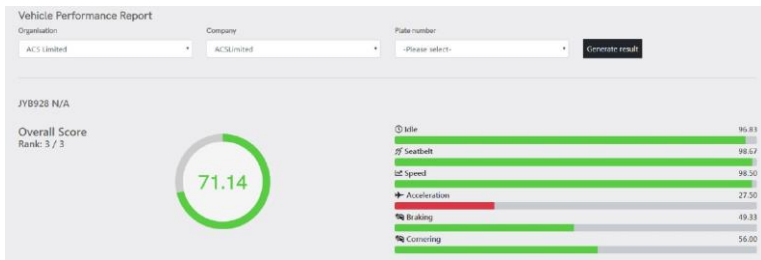 Vehicle Performance Report
Organisation Company Plate number
ACS Limited ACSLimited -Please select- Generate result
JYB928 N/A
Overall Score
Rank: 3 / 3
71.14
Idle 96.83
Seatbelt 98.67
Speed 98.50
Acceleration 27.50
Braking 49.33
Cornering 56.00